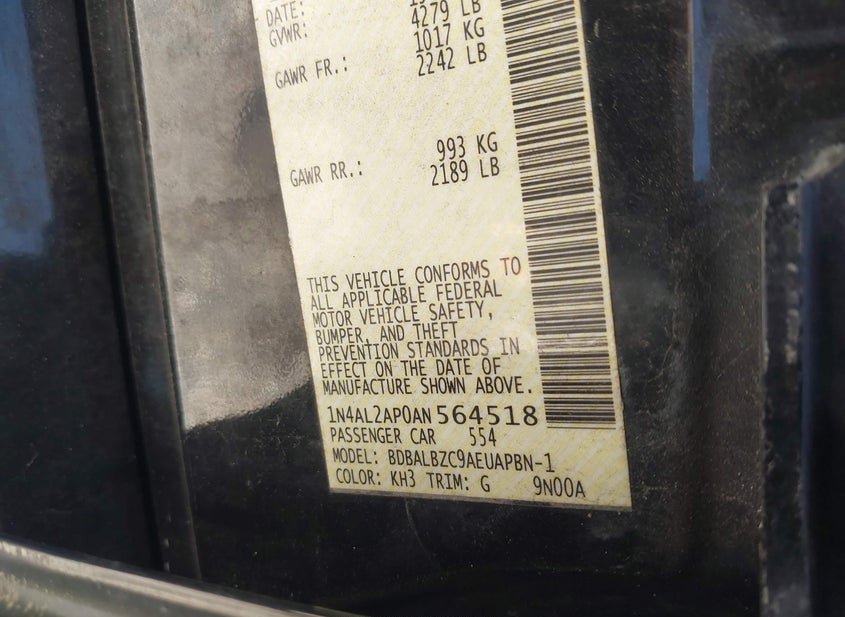 DATE:
GVWR: 4279 LB
GAWR FR.: 1017 KG
2242 LB
GAWR RR.: 993 KG
2189 LB
THIS VEHICLE CONFORMS TO
ALL APPLICABLE FEDERAL
MOTOR VEHICLE SAFETY,
BUMPER, AND THEFT
PREVENTION STANDARDS IN
EFFECT ON THE DATE OF
MANUFACTURE SHOWN ABOVE.
1N4AL2AP0AN564518
PASSENGER CAR 554
MODEL: BDBALBZC9AEUAPBN-1
COLOR: KH3 TRIM: G 9N00A